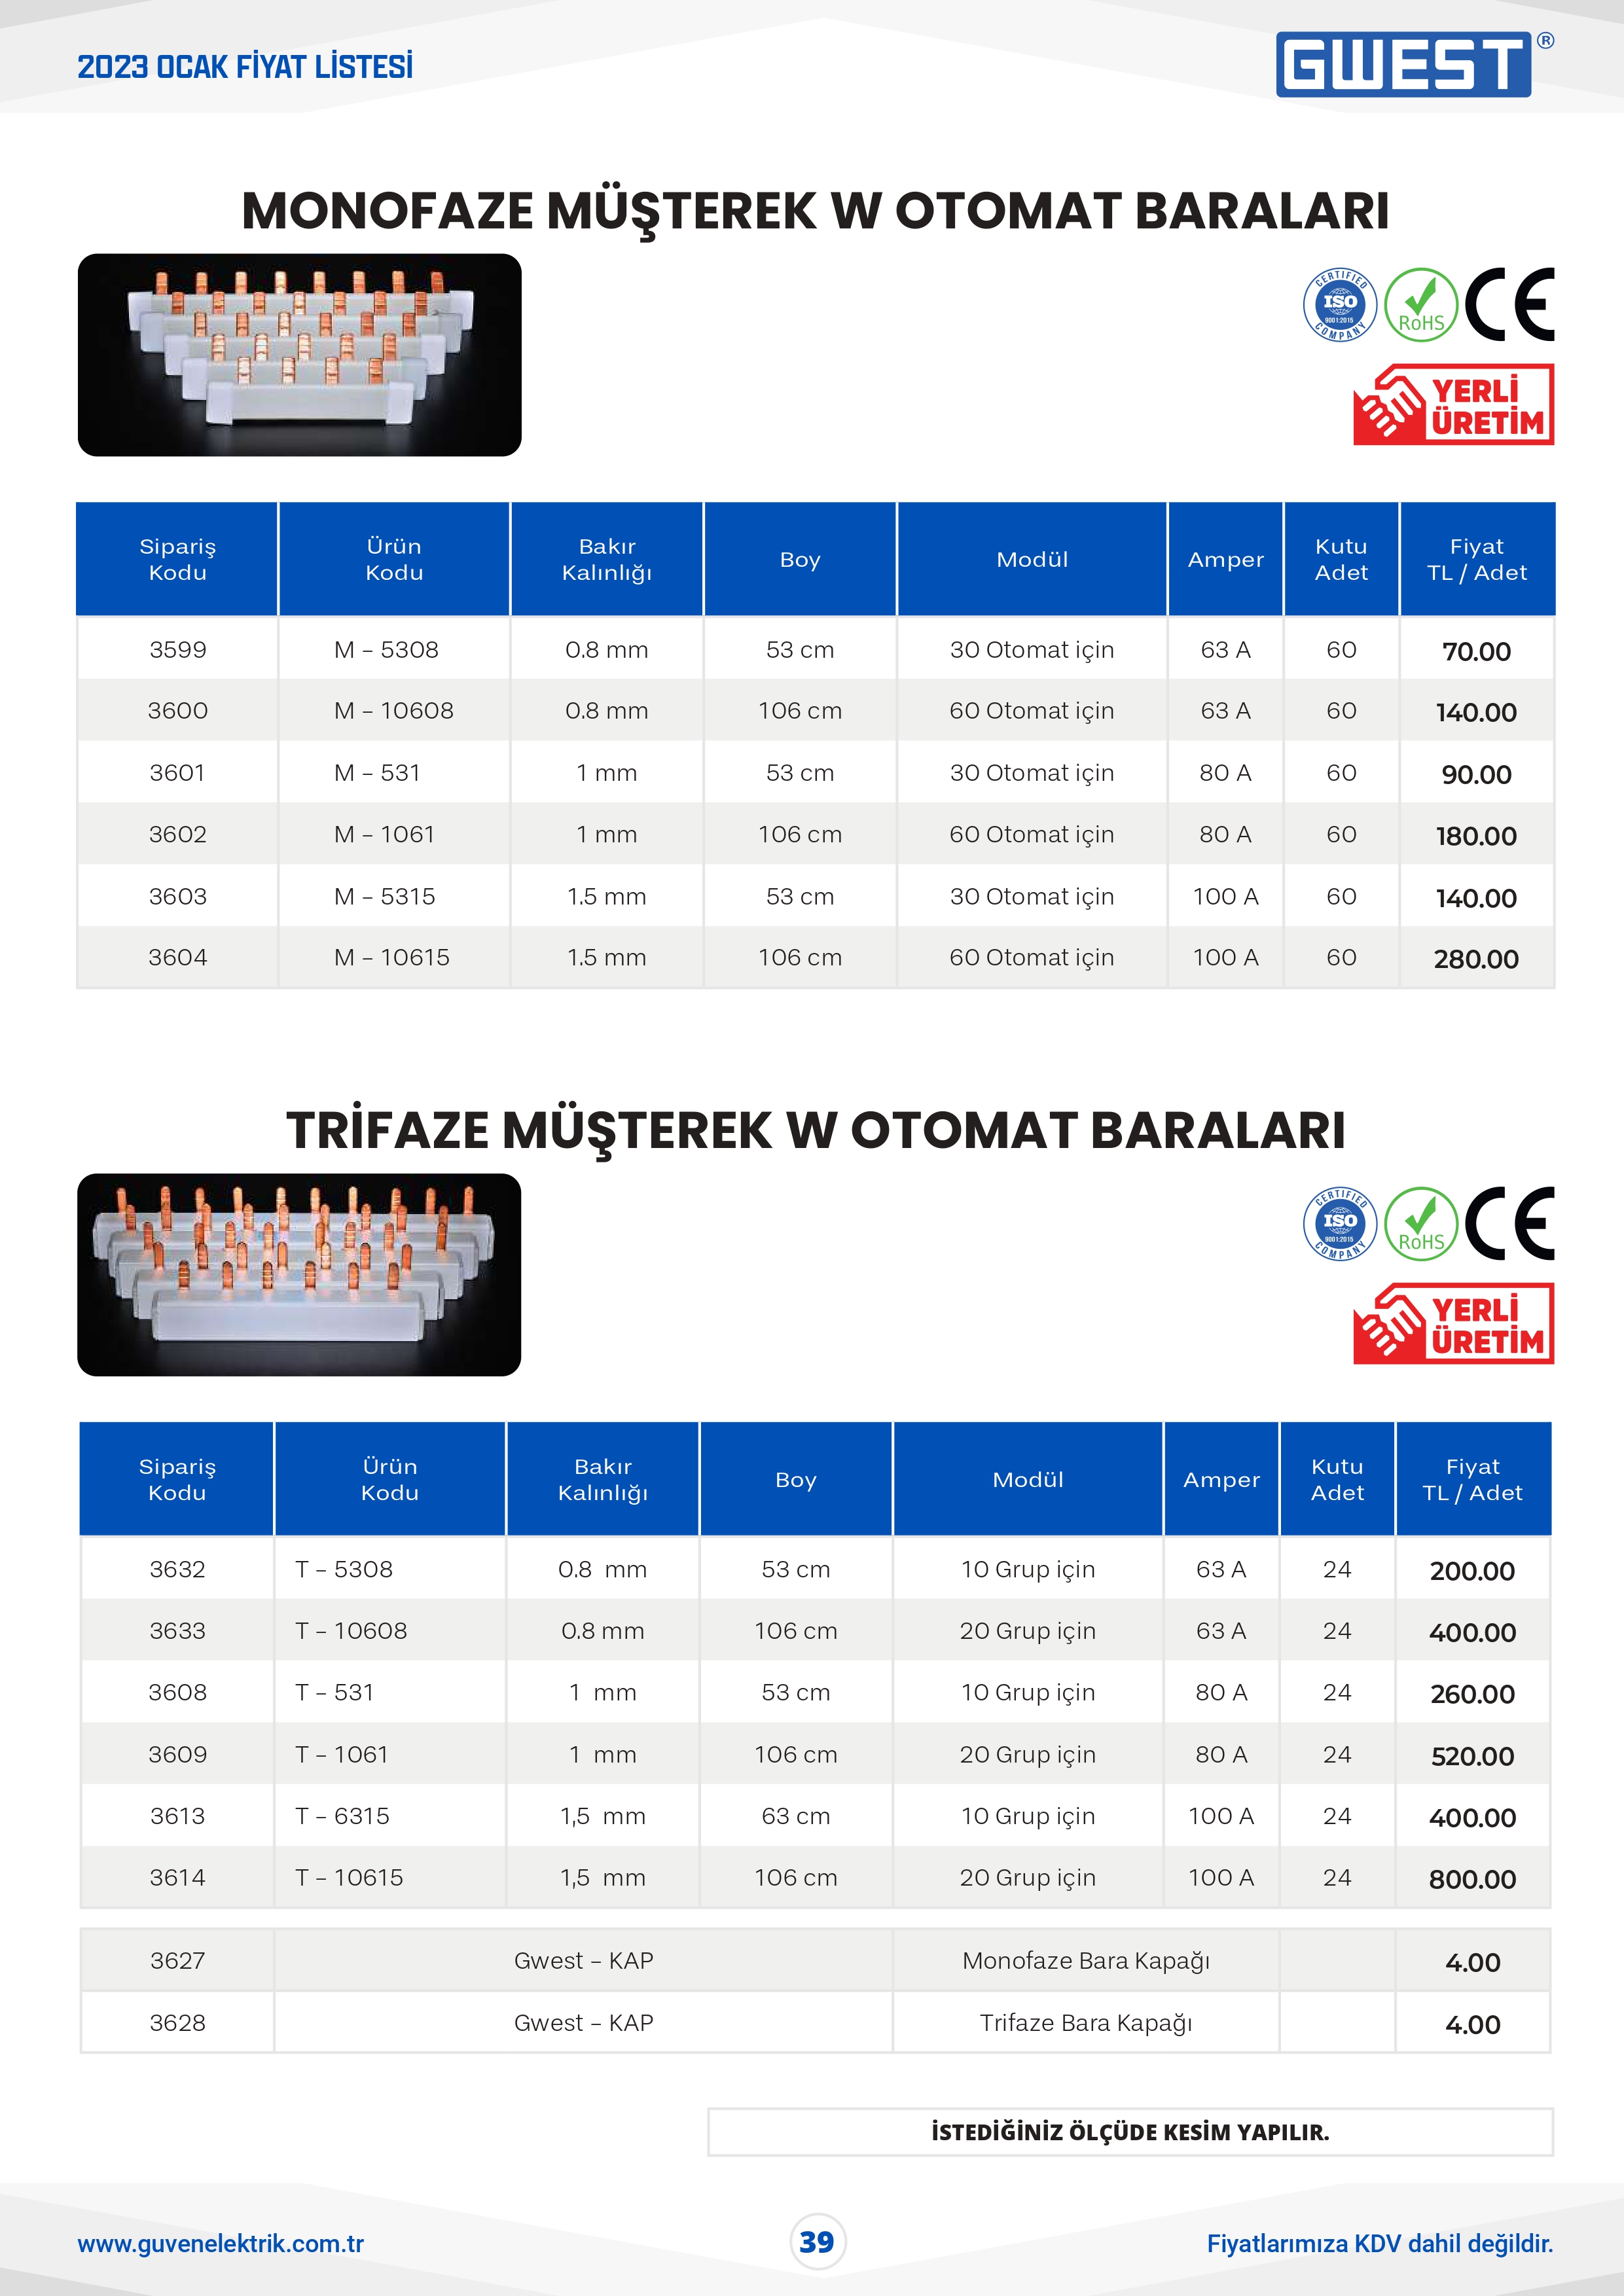 2023 OCAK FİYAT LİSTESİ
GWEST®
MONOFAZE MÜŞTEREK W OTOMAT BARALARI
CERTIFIED
ISO
9001:2015
COMPANY
RoHS
CE
YERLİ
ÜRETİM
Sipariş Kodu Ürün Kodu Bakır Kalınlığı Boy Modül Amper Kutu Adet Fiyat TL / Adet
3599 M - 5308 0.8 mm 53 cm 30 Otomat için 63 A 60 70.00
3600 M - 10608 0.8 mm 106 cm 60 Otomat için 63 A 60 140.00
3601 M - 531 1 mm 53 cm 30 Otomat için 80 A 60 90.00
3602 M - 1061 1 mm 106 cm 60 Otomat için 80 A 60 180.00
3603 M - 5315 1.5 mm 53 cm 30 Otomat için 100 A 60 140.00
3604 M - 10615 1.5 mm 106 cm 60 Otomat için 100 A 60 280.00
TRİFAZE MÜŞTEREK W OTOMAT BARALARI
CERTIFIED
ISO
9001:2015
COMPANY
RoHS
CE
YERLİ
ÜRETİM
Sipariş Kodu Ürün Kodu Bakır Kalınlığı Boy Modül Amper Kutu Adet Fiyat TL / Adet
3632 T - 5308 0.8 mm 53 cm 10 Grup için 63 A 24 200.00
3633 T - 10608 0.8 mm 106 cm 20 Grup için 63 A 24 400.00
3608 T - 531 1 mm 53 cm 10 Grup için 80 A 24 260.00
3609 T - 1061 1 mm 106 cm 20 Grup için 80 A 24 520.00
3613 T - 6315 1,5 mm 63 cm 10 Grup için 100 A 24 400.00
3614 T - 10615 1,5 mm 106 cm 20 Grup için 100 A 24 800.00
3627 Gwest - KAP Monofaze Bara Kapağı 4.00
3628 Gwest - KAP Trifaze Bara Kapağı 4.00
İSTEDİĞİNİZ ÖLÇÜDE KESİM YAPILIR.
www.guvenelektrik.com.tr
39
Fiyatlarımıza KDV dahil değildir.